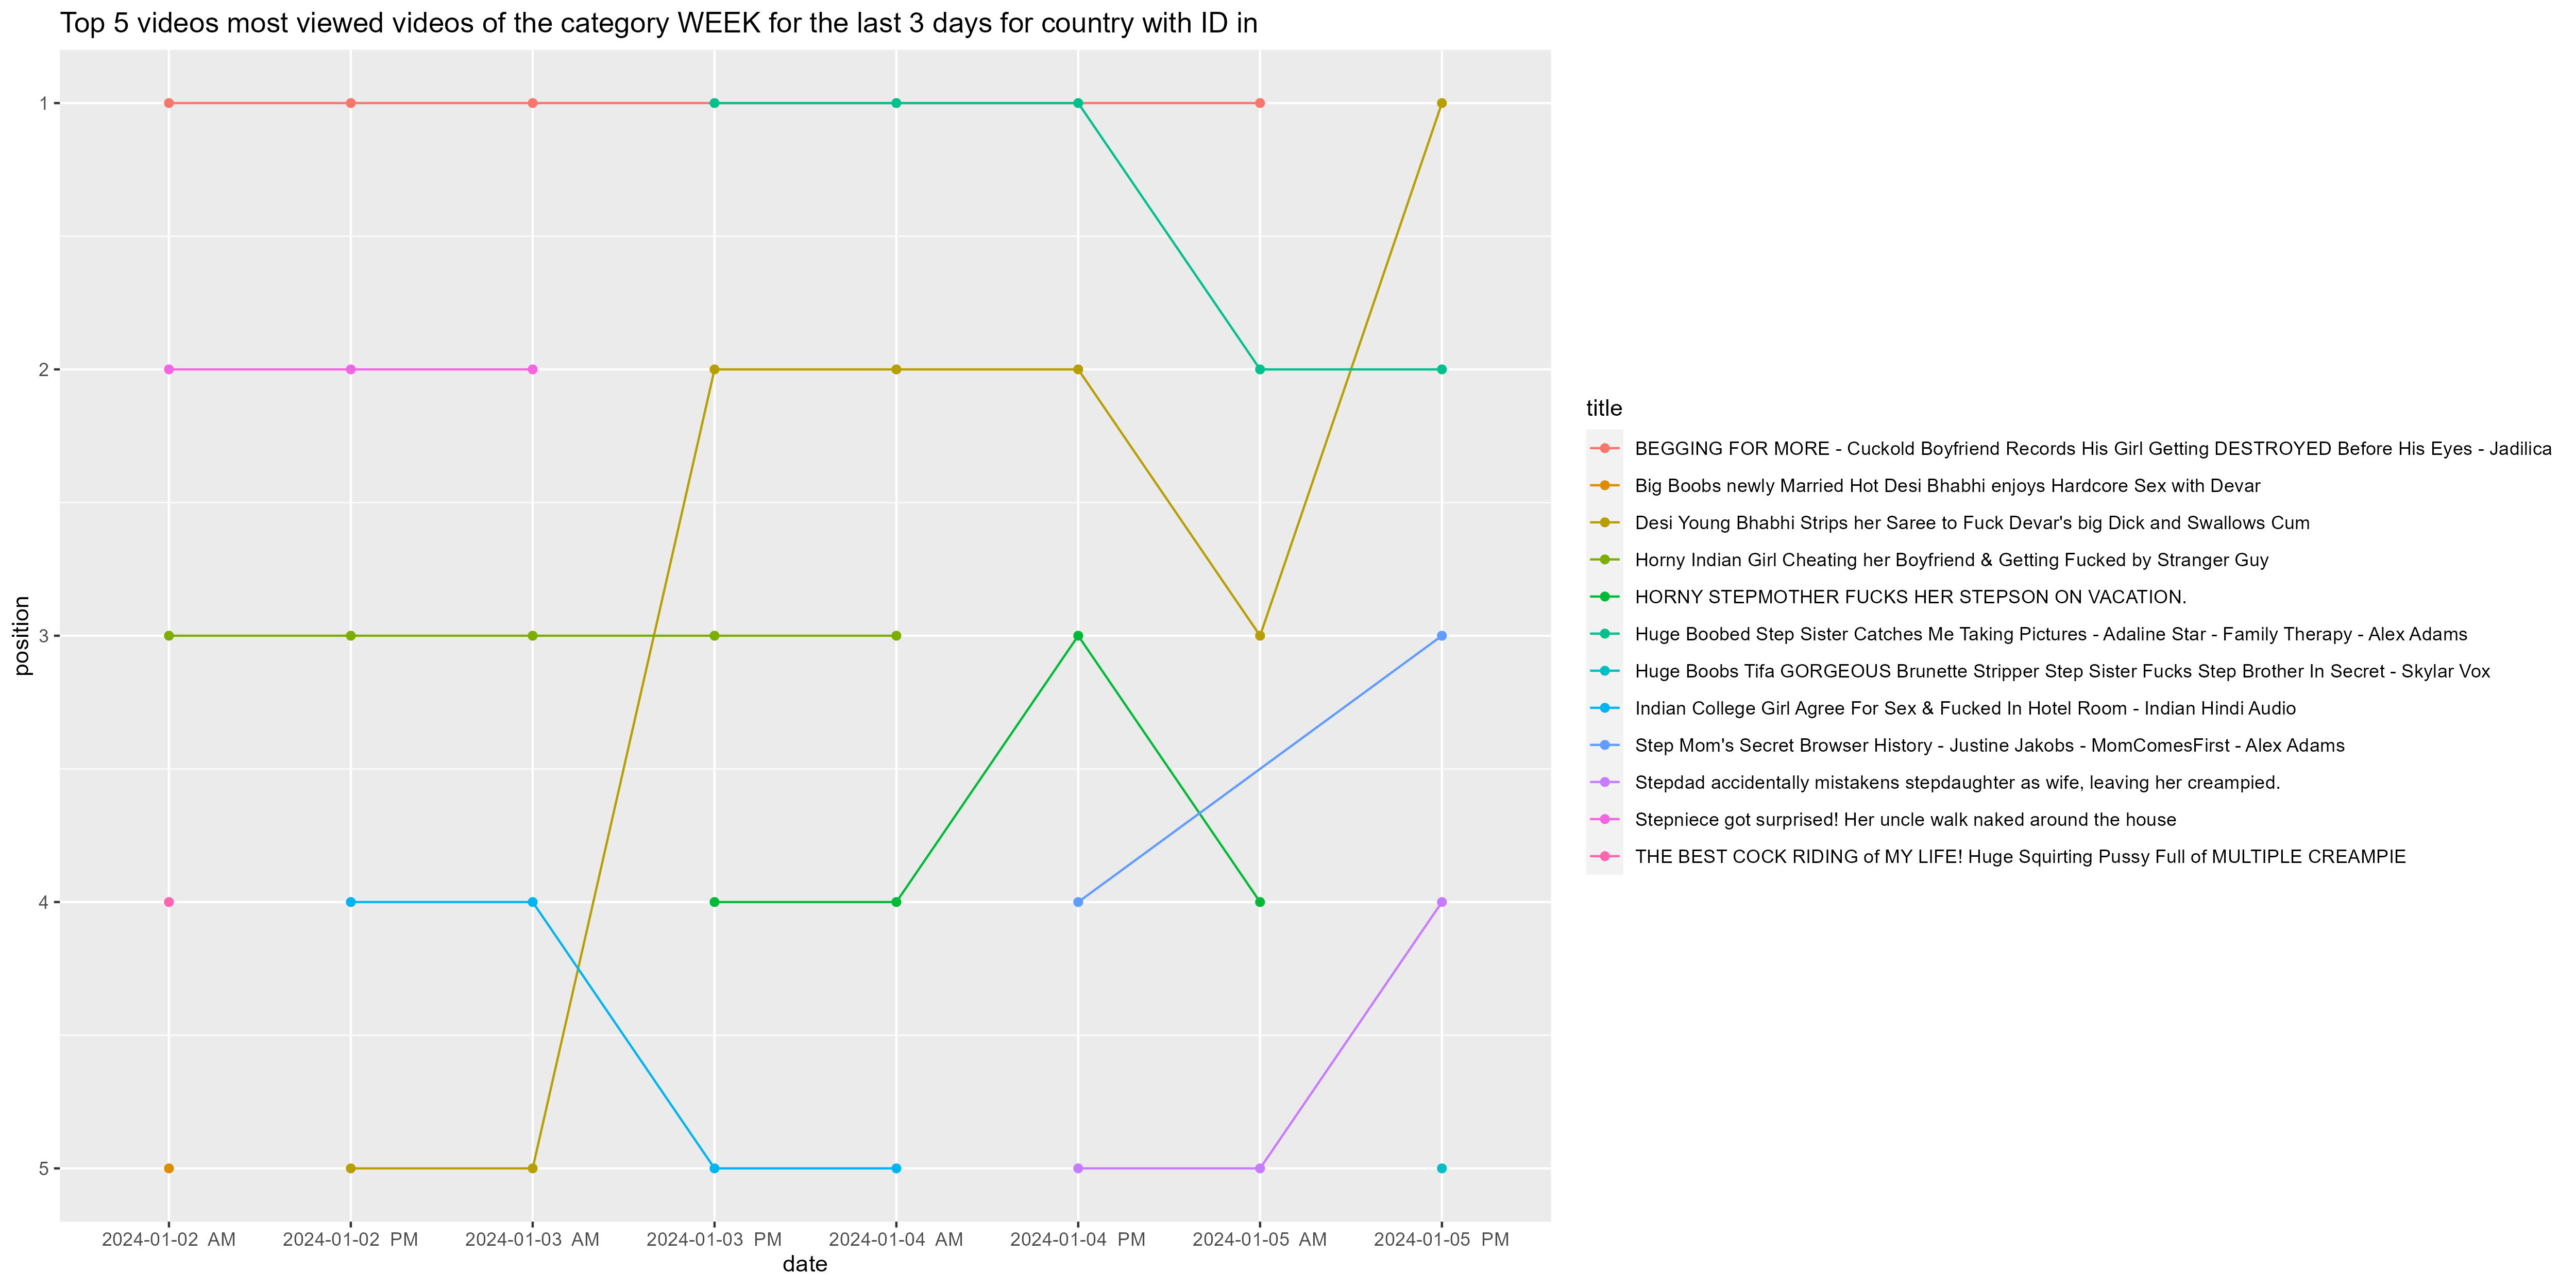 Top 5 videos most viewed videos of the category WEEK for the last 3 days for country with ID in
1
2
3
4
5
position
2024-01-02 AM
2024-01-02 PM
2024-01-03 AM
2024-01-03 PM
2024-01-04 AM
2024-01-04 PM
2024-01-05 AM
2024-01-05 PM
date
title
BEGGING FOR MORE - Cuckold Boyfriend Records His Girl Getting DESTROYED Before His Eyes - Jadilica
Big Boobs newly Married Hot Desi Bhabhi enjoys Hardcore Sex with Devar
Desi Young Bhabhi Strips her Saree to Fuck Devar's big Dick and Swallows Cum
Horny Indian Girl Cheating her Boyfriend & Getting Fucked by Stranger Guy
HORNY STEPMOTHER FUCKS HER STEPSON ON VACATION.
Huge Boobed Step Sister Catches Me Taking Pictures - Adaline Star - Family Therapy - Alex Adams
Huge Boobs Tifa GORGEOUS Brunette Stripper Step Sister Fucks Step Brother In Secret - Skylar Vox
Indian College Girl Agree For Sex & Fucked In Hotel Room - Indian Hindi Audio
Step Mom's Secret Browser History - Justine Jakobs - MomComesFirst - Alex Adams
Stepdad accidentally mistakens stepdaughter as wife, leaving her creampied.
Stepniece got surprised! Her uncle walk naked around the house
THE BEST COCK RIDING of MY LIFE! Huge Squirting Pussy Full of MULTIPLE CREAMPIE